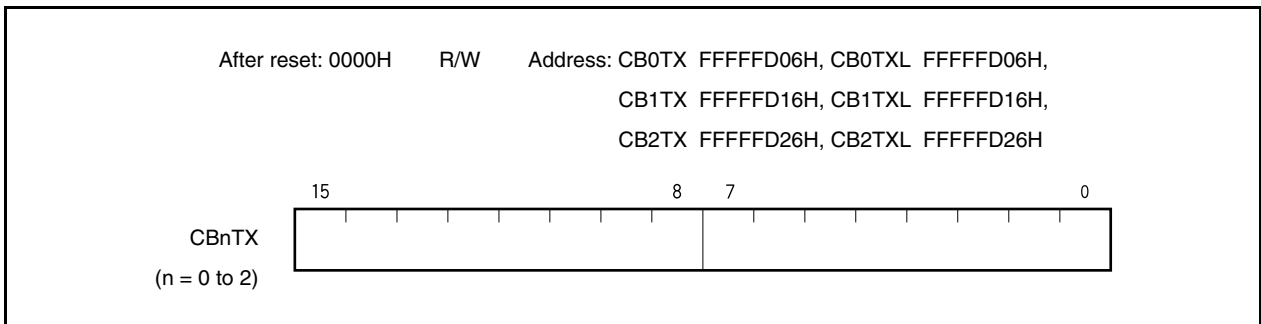 After reset: 0000H R/W Address: CB0TX FFFFFD06H, CB0TXL FFFFFD06H,
CB1TX FFFFFD16H, CB1TXL FFFFFD16H,
CB2TX FFFFFD26H, CB2TXL FFFFFD26H
15 8 7 0
CBnTX
(n = 0 to 2)